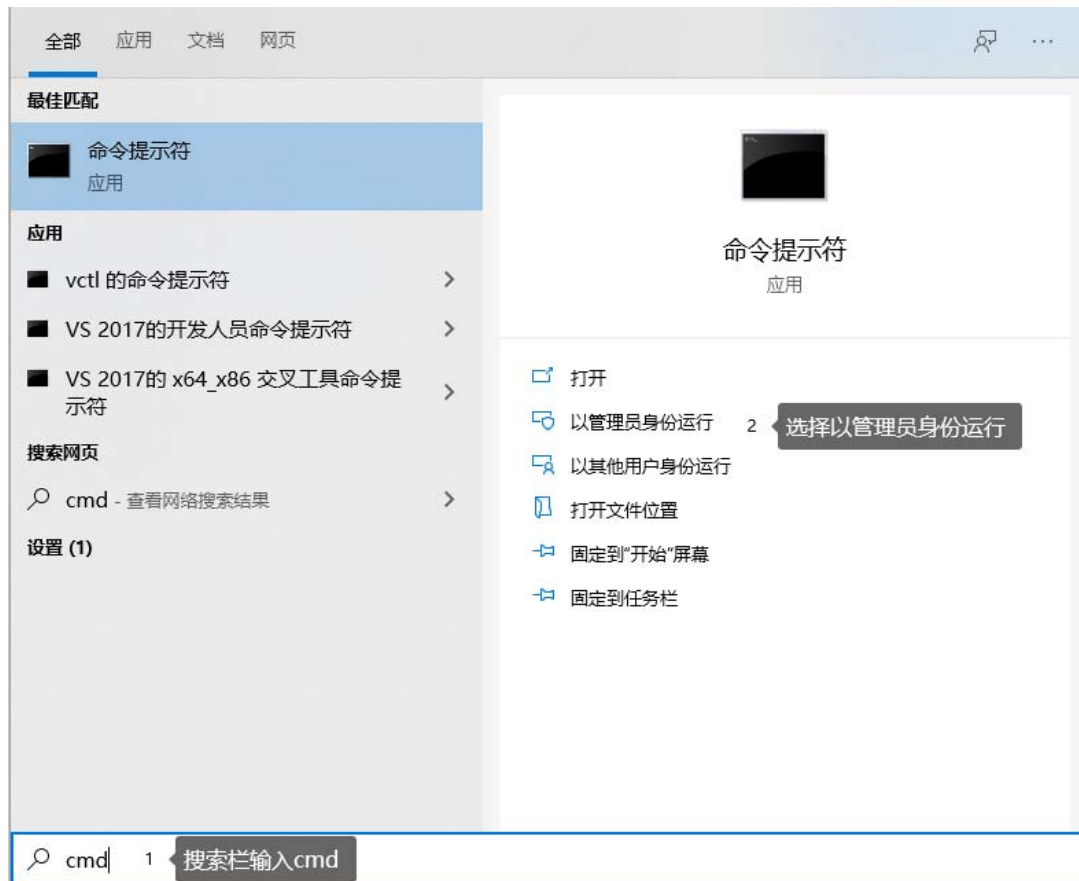 全部 应用 文档 网页
最佳匹配
命令提示符
应用
应用
vctl 的命令提示符
VS 2017的开发人员命令提示符
VS 2017的 x64_x86 交叉工具命令提
示符
搜索网页
cmd - 查看网络搜索结果
设置 (1)
命令提示符
应用
打开
以管理员身份运行 2 选择以管理员身份运行
以其他用户身份运行
打开文件位置
固定到"开始"屏幕
固定到任务栏
cmd 1 搜索栏输入cmd